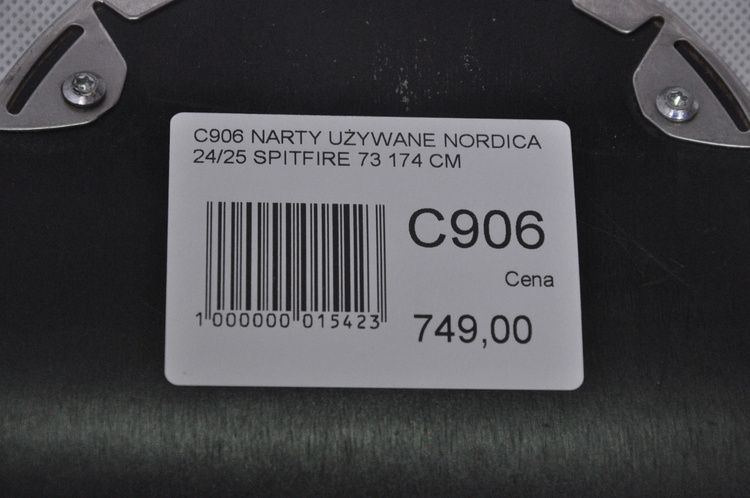 C906 NARTY UŻYWANE NORDICA
24/25 SPITFIRE 73 174 CM
C906
Cena
749,00
1 000000 015423